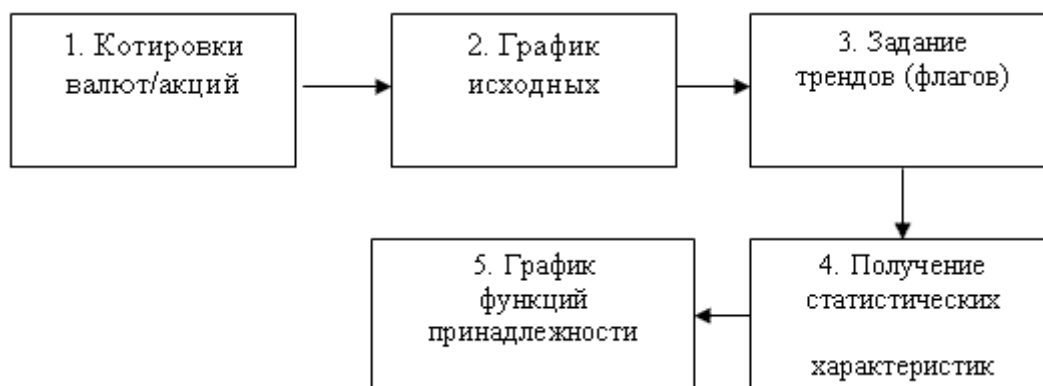 1. Котировки
валют/акций
2. График
исходных
3. Задание
трендов (флагов)
4. Получение
статистических
характеристик
5. График
функций
принадлежности